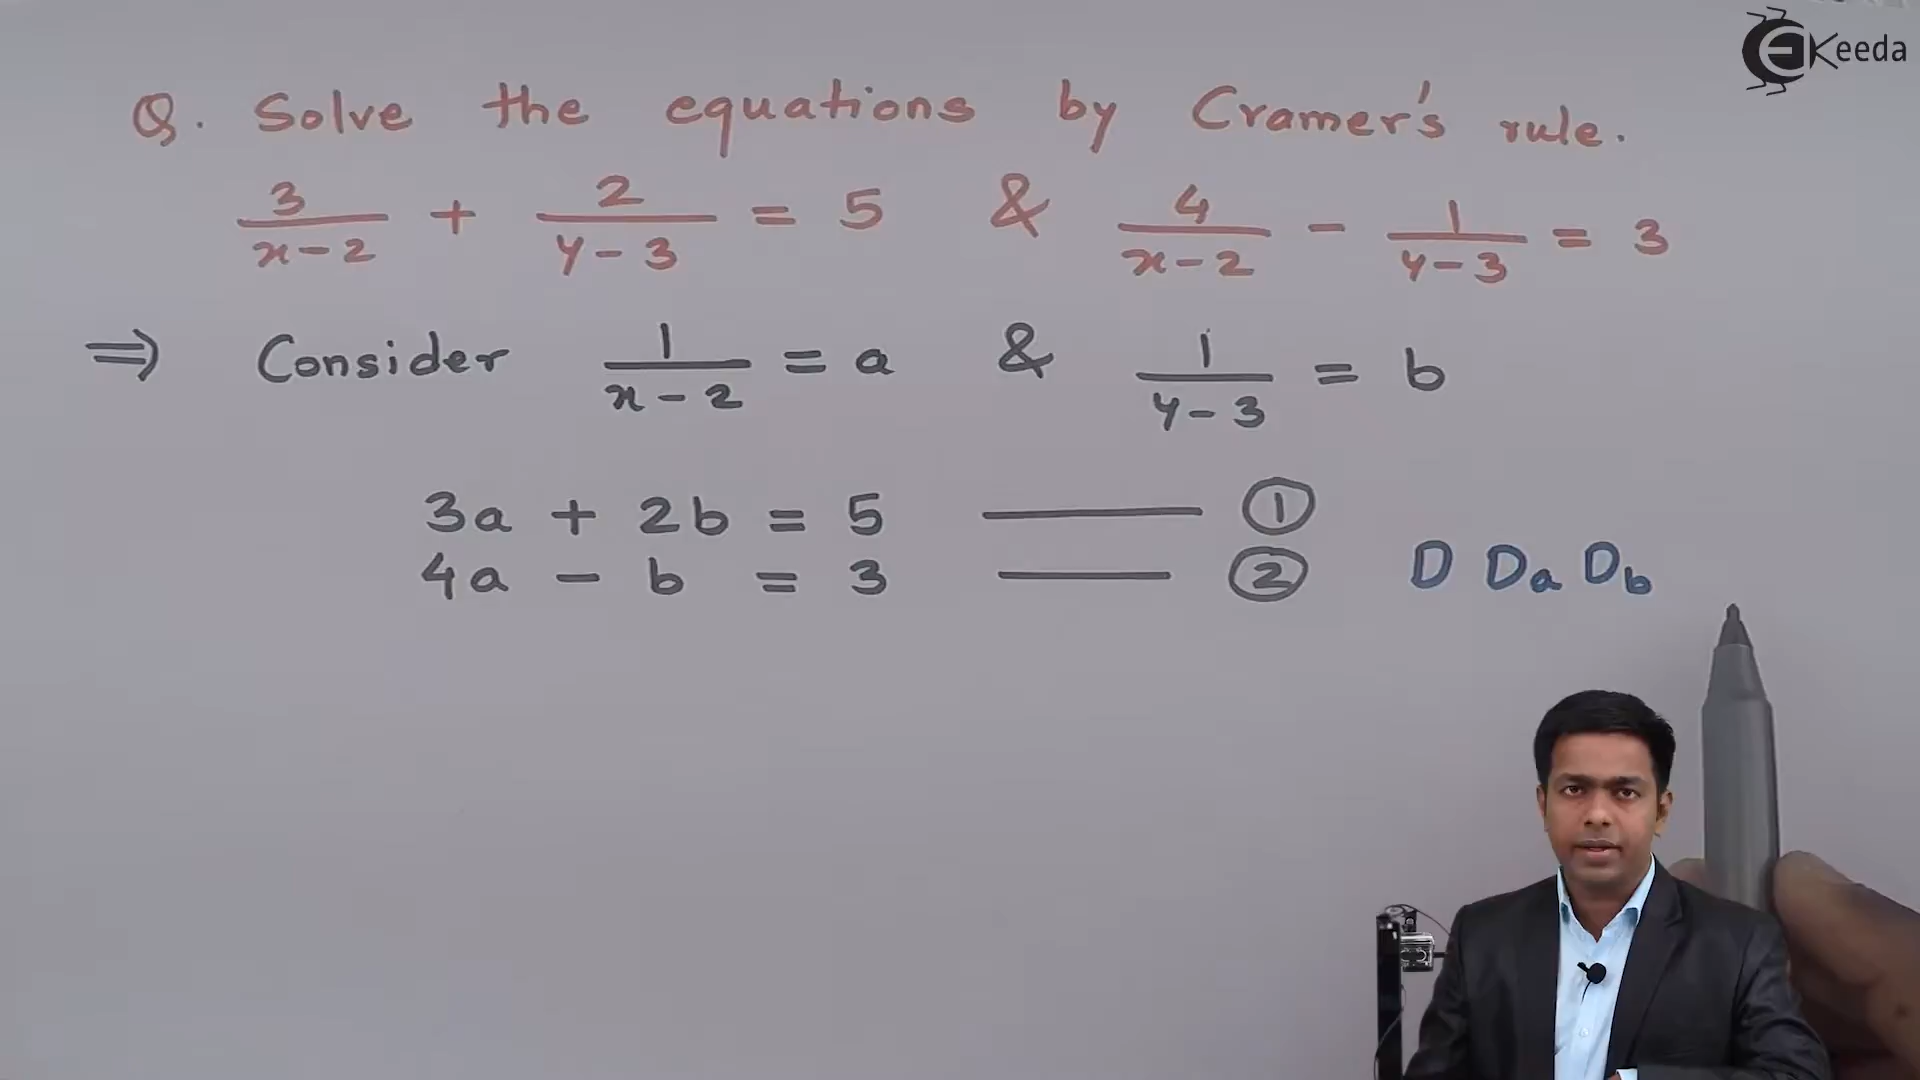 EKeeda
Q. Solve the equations by Cramer's rule.
3/(x-2) + 2/(y-3) = 5 & 4/(x-2) - 1/(y-3) = 3
⇒ Consider 1/(x-2) = a & 1/(y-3) = b
3a + 2b = 5 —— ①
4a - b = 3 —— ②
D Da Db